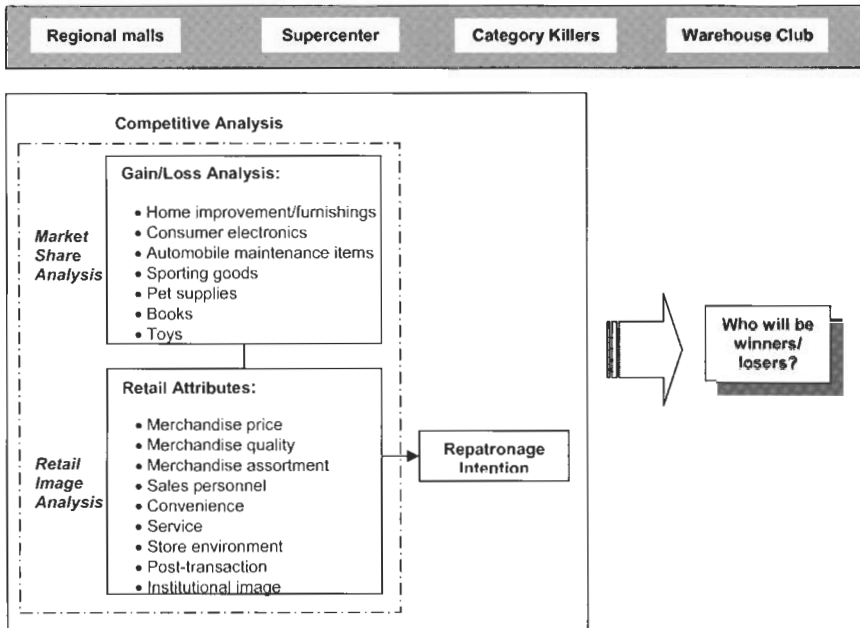 Regional malls
Supercenter
Category Killers
Warehouse Club
Competitive Analysis
Market
Share
Analysis
Gain/Loss Analysis:
• Home improvement/furnishings
• Consumer electronics
• Automobile maintenance items
• Sporting goods
• Pet supplies
• Books
• Toys
Retail
Image
Analysis
Retail Attributes:
• Merchandise price
• Merchandise quality
• Merchandise assortment
• Sales personnel
• Convenience
• Service
• Store environment
• Post-transaction
• Institutional image
Repatronage
Intention
Who will be
winners/
losers?